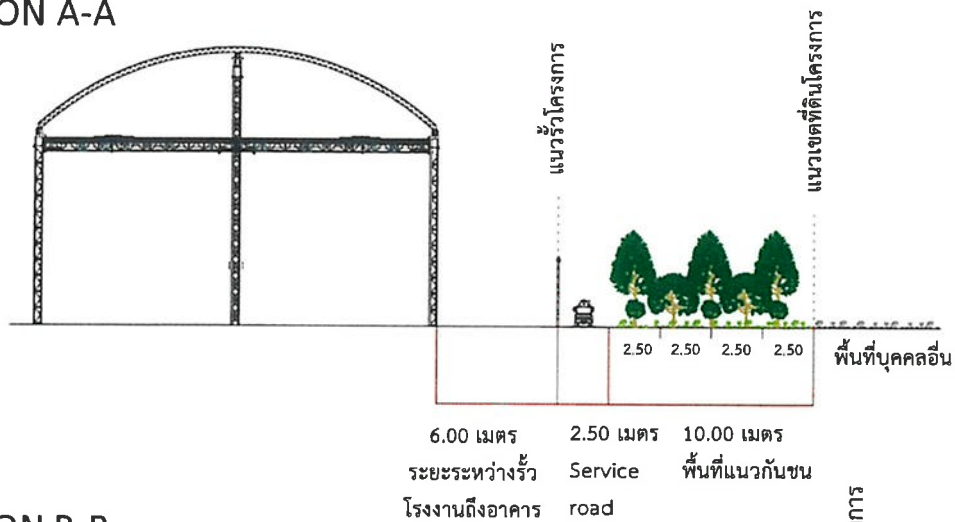 ON A-A
แนวรั้วโครงการ
แนวเขตที่ดินโครงการ
2.50 2.50 2.50 2.50
พื้นที่บุคคลอื่น
6.00 เมตร
ระยะระหว่างรั้ว
โรงงานถึงอาคาร
2.50 เมตร
Service
road
10.00 เมตร
พื้นที่แนวกันชน
การ
ON B-B